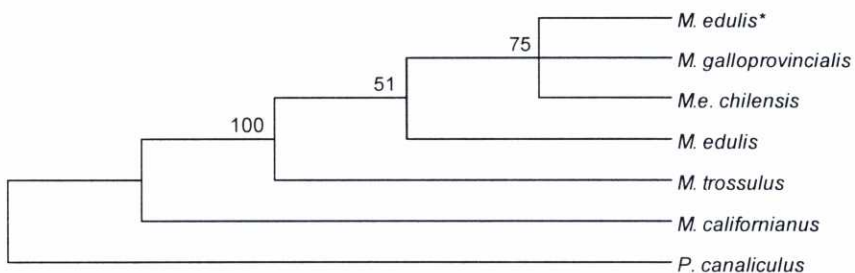 M. edulis*
75
M. galloprovincialis
51
M.e. chilensis
100
M. edulis
M. trossulus
M. californianus
P. canaliculus